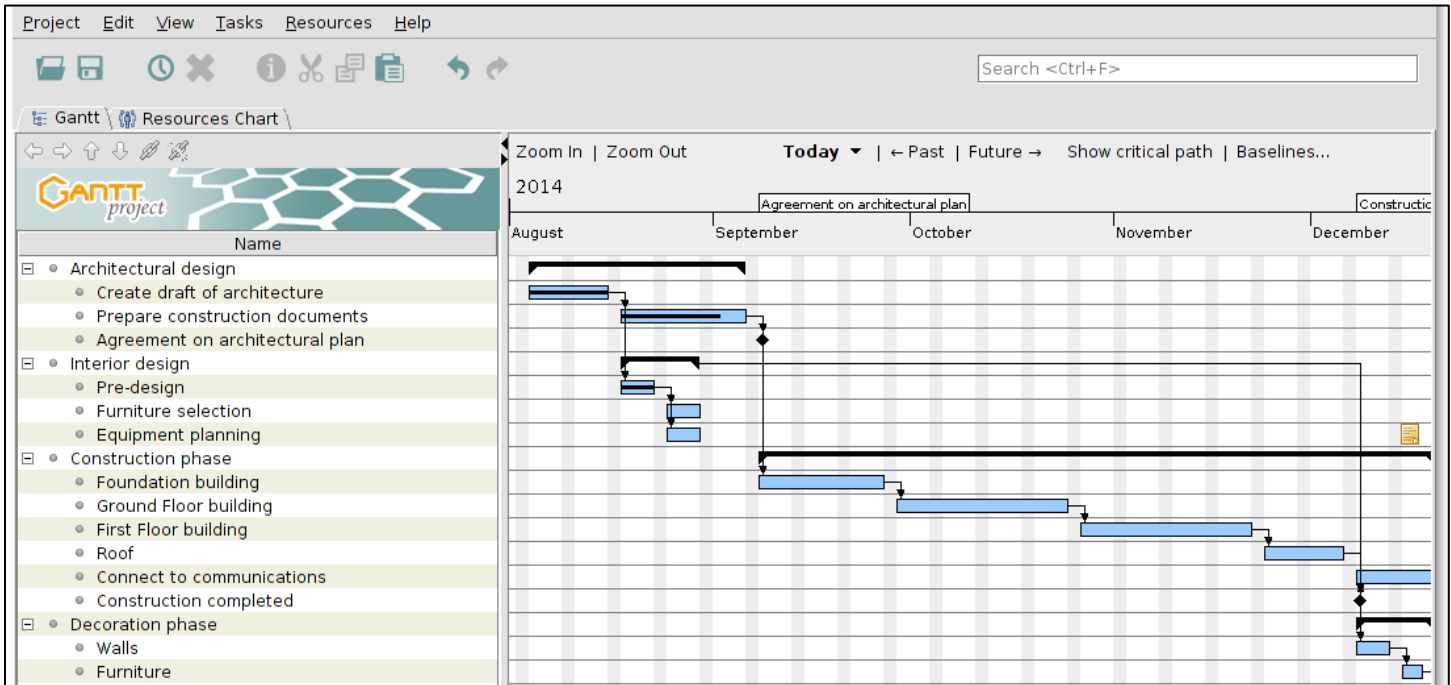 Project Edit View Tasks Resources Help
Search <Ctrl+F>
Gantt Resources Chart
Zoom In | Zoom Out Today ▼ | ← Past | Future → Show critical path | Baselines...
GANTT
project
2014
Agreement on architectural plan Constructic
August September October November December
Name
Architectural design
Create draft of architecture
Prepare construction documents
Agreement on architectural plan
Interior design
Pre-design
Furniture selection
Equipment planning
Construction phase
Foundation building
Ground Floor building
First Floor building
Roof
Connect to communications
Construction completed
Decoration phase
Walls
Furniture